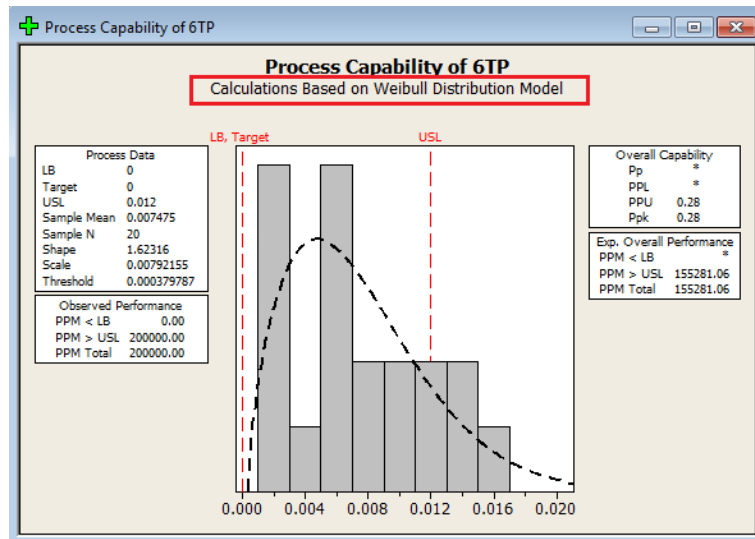 Process Capability of 6TP
Process Capability of 6TP
Calculations Based on Weibull Distribution Model
LB, Target
USL
Process Data
LB 0
Target 0
USL 0.012
Sample Mean 0.007475
Sample N 20
Shape 1.62316
Scale 0.00792155
Threshold 0.000379787
Observed Performance
PPM < LB 0.00
PPM > USL 200000.00
PPM Total 200000.00
Overall Capability
Pp *
PPL *
PPU 0.28
Ppk 0.28
Exp. Overall Performance
PPM < LB *
PPM > USL 155281.06
PPM Total 155281.06
0.000 0.004 0.008 0.012 0.016 0.020